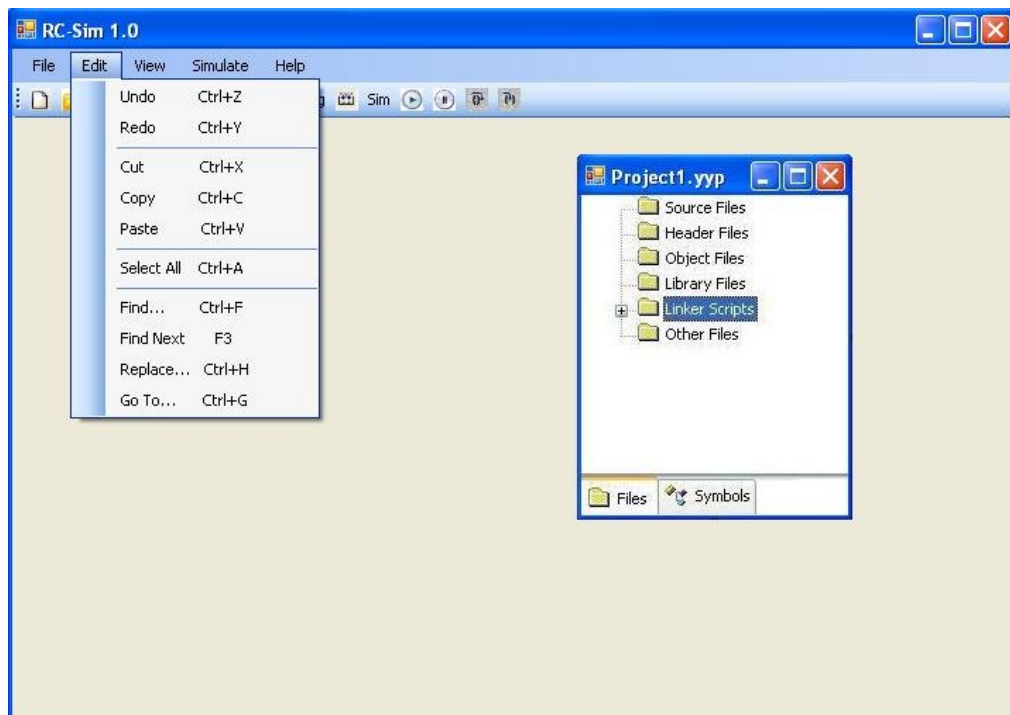 RC-Sim 1.0
File Edit View Simulate Help
Sim
Undo Ctrl+Z
Redo Ctrl+Y
Cut Ctrl+X
Copy Ctrl+C
Paste Ctrl+V
Select All Ctrl+A
Find... Ctrl+F
Find Next F3
Replace... Ctrl+H
Go To... Ctrl+G
Project1.yyp
Source Files
Header Files
Object Files
Library Files
Linker Scripts
Other Files
Files Symbols